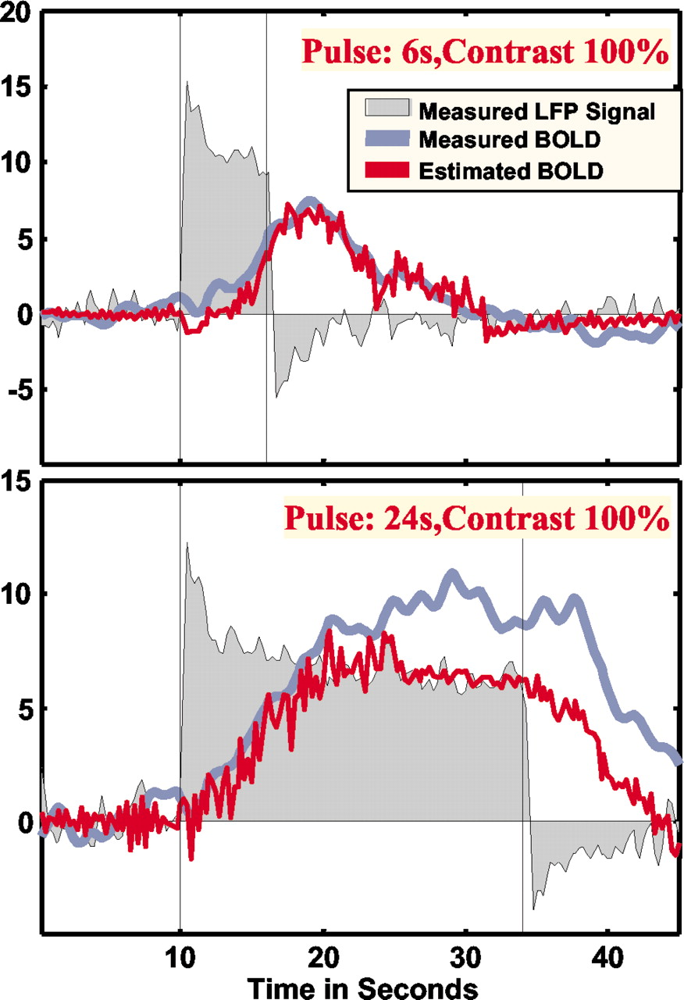 20
Pulse: 6s,Contrast 100%
15
Measured LFP Signal
Measured BOLD
10
Estimated BOLD
5
0
-5
15
Pulse: 24s,Contrast 100%
10
5
0
10 20 30 40
Time in Seconds